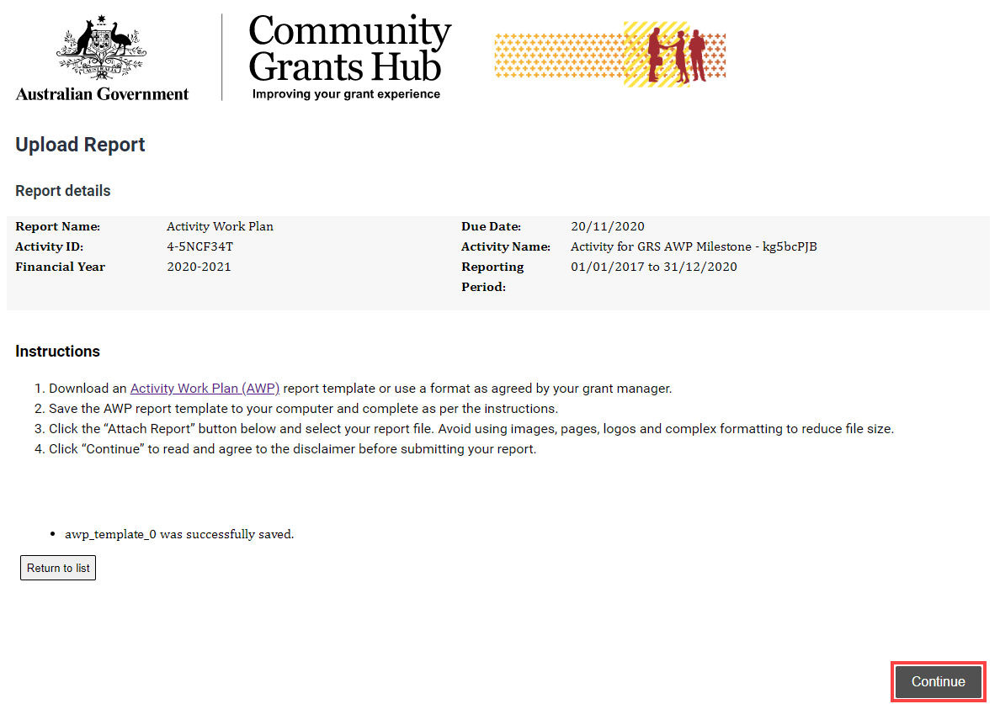 AUSTRALIA
Australian Government
Community
Grants Hub
Improving your grant experience
Upload Report
Report details
Report Name: Activity Work Plan Due Date: 20/11/2020
Activity ID: 4-5NCF34T Activity Name: Activity for GRS AWP Milestone - kg5bcPJB
Financial Year 2020-2021 Reporting 01/01/2017 to 31/12/2020
Period:
Instructions
1. Download an Activity Work Plan (AWP) report template or use a format as agreed by your grant manager.
2. Save the AWP report template to your computer and complete as per the instructions.
3. Click the “Attach Report” button below and select your report file. Avoid using images, pages, logos and complex formatting to reduce file size.
4. Click “Continue” to read and agree to the disclaimer before submitting your report.
• awp_template_0 was successfully saved.
Return to list
Continue